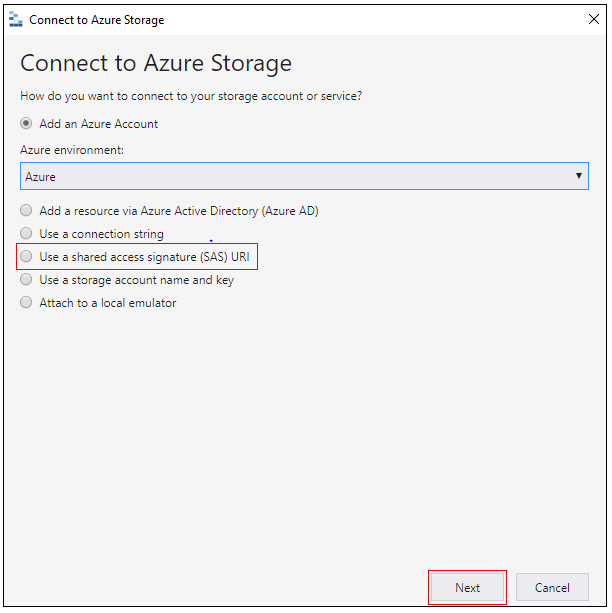 Connect to Azure Storage
Connect to Azure Storage
How do you want to connect to your storage account or service?
Add an Azure Account
Azure environment:
Azure
Add a resource via Azure Active Directory (Azure AD)
Use a connection string
Use a shared access signature (SAS) URI
Use a storage account name and key
Attach to a local emulator
Next
Cancel